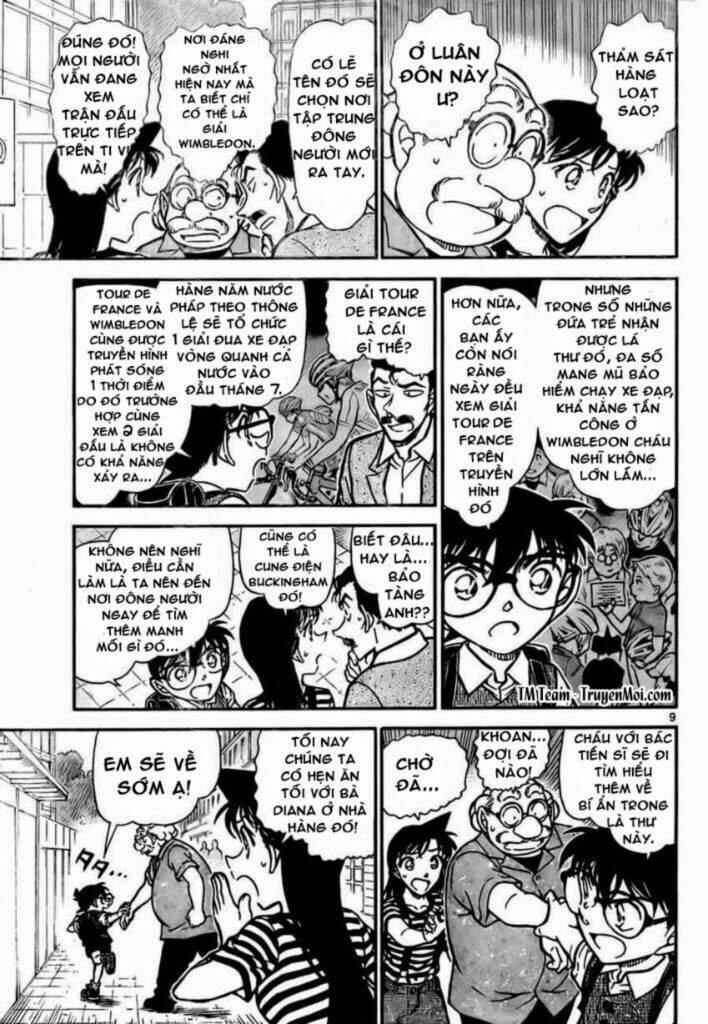 THẢM SÁT
HÀNG
LOẠT
SAO?
Ở LUÂN
ĐÔN NÀY
Ư?
CÓ LẼ
TÊN ĐÓ SẼ
CHỌN NƠI
TẬP TRUNG
ĐÔNG
NGƯỜI MỚI
RA TAY.
NƠI ĐÁNG
NGHI
NGỜ NHẤT
HIỆN NAY MÀ
TA BIẾT CHỈ
CÓ THỂ LÀ
GIẢI
WIMBLEDON.
ĐÚNG ĐÓ!
MỌI NGƯỜI
VẪN ĐANG
XEM
TRẬN ĐẤU
TRỰC TIẾP
TRÊN TI VI
MÀ!
NHƯNG
TRONG SỐ NHỮNG
ĐỨA TRẺ NHẬN
ĐƯỢC LÁ
THƯ ĐÓ, ĐA SỐ
MANG MŨ BẢO
HIỂM CHẠY XE ĐẠP,
KHẢ NĂNG TẤN
CÔNG Ở
WIMBLEDON CHÁU
NGHĨ KHÔNG
LỚN LẮM...
HƠN NỮA,
CÁC
BẠN ẤY
CÒN NÓI
RẰNG
NGÀY ĐỀU
XEM GIẢI
TOUR DE
FRANCE
TRÊN
TRUYỀN
HÌNH
ĐÓ
GIẢI TOUR
DE FRANCE
LÀ CÁI
GÌ THẾ?
HÀNG NĂM NƯỚC
PHÁP THEO THÔNG
LỆ SẼ TỔ CHỨC
1 GIẢI ĐUA XE ĐẠP
VÒNG QUANH CẢ
NƯỚC VÀO
ĐẦU THÁNG 7.
TOUR DE
FRANCE VÀ
WIMBLEDON
CÙNG ĐƯỢC
TRUYỀN HÌNH
PHÁT SÓNG
1 THỜI ĐIỂM
DO ĐÓ TRƯỜNG
HỢP CÙNG
XEM 2 GIẢI
ĐẤU LÀ KHÔNG
CÓ KHẢ NĂNG
XẢY RA...
BIẾT ĐÂU...
HAY LÀ...
BẢO
TÀNG
ANH??
CŨNG CÓ
THỂ LÀ
CUNG ĐIỆN
BUCKINGHAM
ĐÓ!
KHÔNG NÊN NGHĨ
NỮA, ĐIỀU CẦN
LÀM LÀ TA NÊN ĐẾN
NƠI ĐÔNG NGƯỜI
NGAY ĐỂ TÌM
THÊM MANH
MỐI GÌ ĐÓ...
TMTeam - TruyenMoi.com
9
CHÁU VỚI BÁC
TIẾN SĨ SẼ ĐI
TÌM HIỂU
THÊM VỀ
BÍ ẨN TRONG
LÁ THƯ
NÀY.
KHOAN...
ĐỢI ĐÃ
NÀO!
CHỜ
ĐÃ...
TỐI NAY
CHÚNG TA
CÓ HẸN ĂN
TỐI VỚI BÀ
DIANA Ở NHÀ
HÀNG ĐÓ!
EM SẼ VỀ
SỚM Ạ!